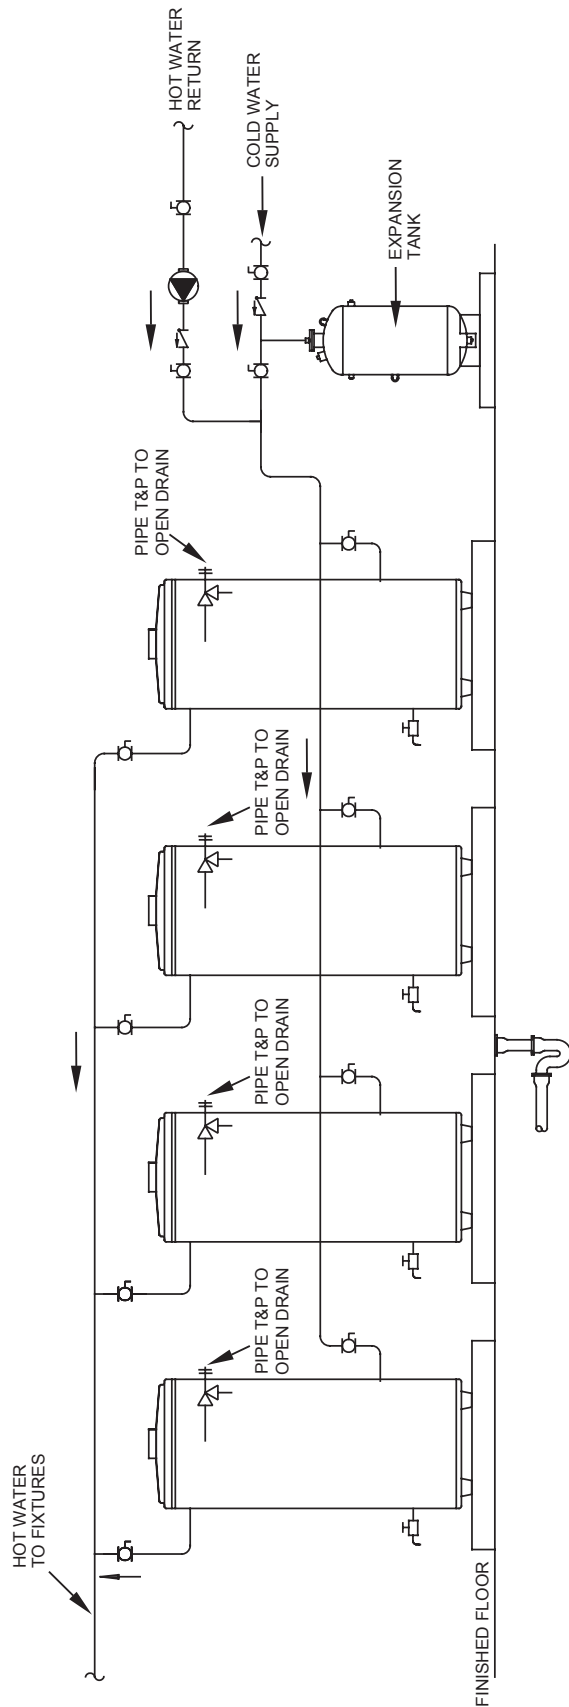 HOT WATER
TO FIXTURES
PIPE T&P TO
OPEN DRAIN
PIPE T&P TO
OPEN DRAIN
PIPE T&P TO
OPEN DRAIN
PIPE T&P TO
OPEN DRAIN
HOT WATER
RETURN
COLD WATER
SUPPLY
EXPANSION
TANK
FINISHED FLOOR